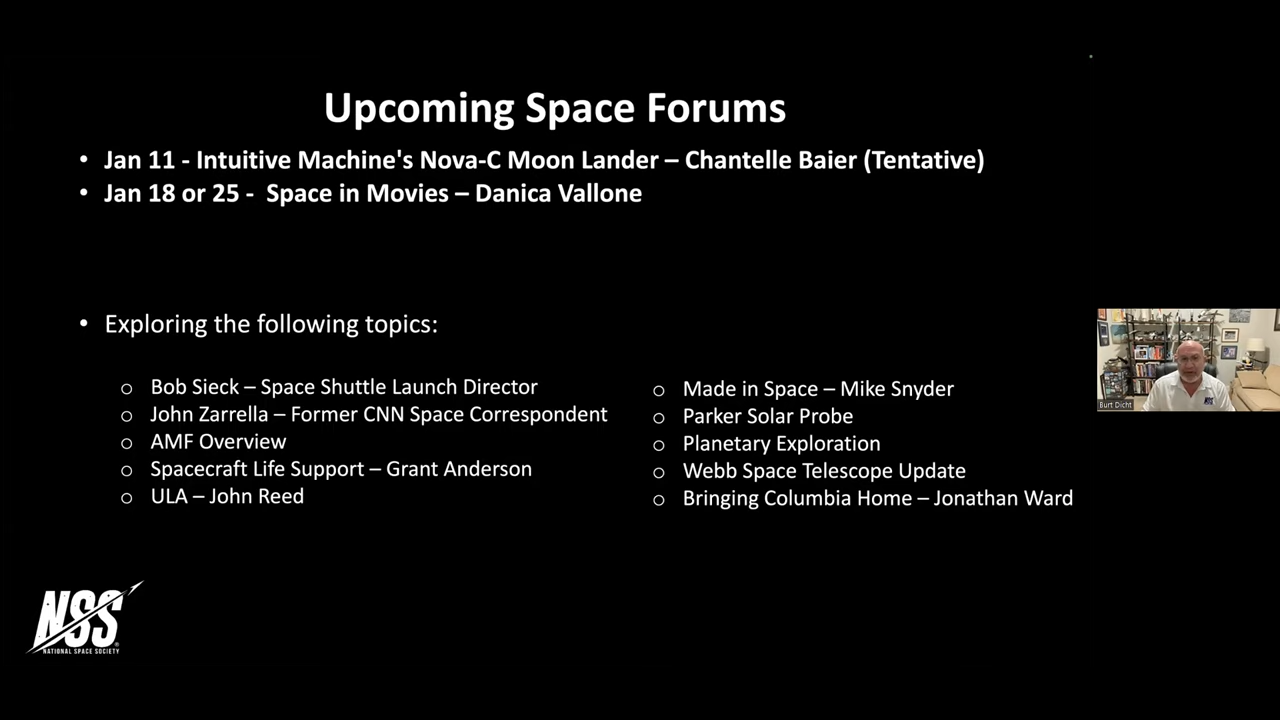 Upcoming Space Forums
• Jan 11 - Intuitive Machine's Nova-C Moon Lander – Chantelle Baier (Tentative)
• Jan 18 or 25 - Space in Movies – Danica Vallone
• Exploring the following topics:
o Bob Sieck – Space Shuttle Launch Director
o John Zarrella – Former CNN Space Correspondent
o AMF Overview
o Spacecraft Life Support – Grant Anderson
o ULA – John Reed
o Made in Space – Mike Snyder
o Parker Solar Probe
o Planetary Exploration
o Webb Space Telescope Update
o Bringing Columbia Home – Jonathan Ward
Burt Dicht
NSS
NATIONAL SPACE SOCIETY